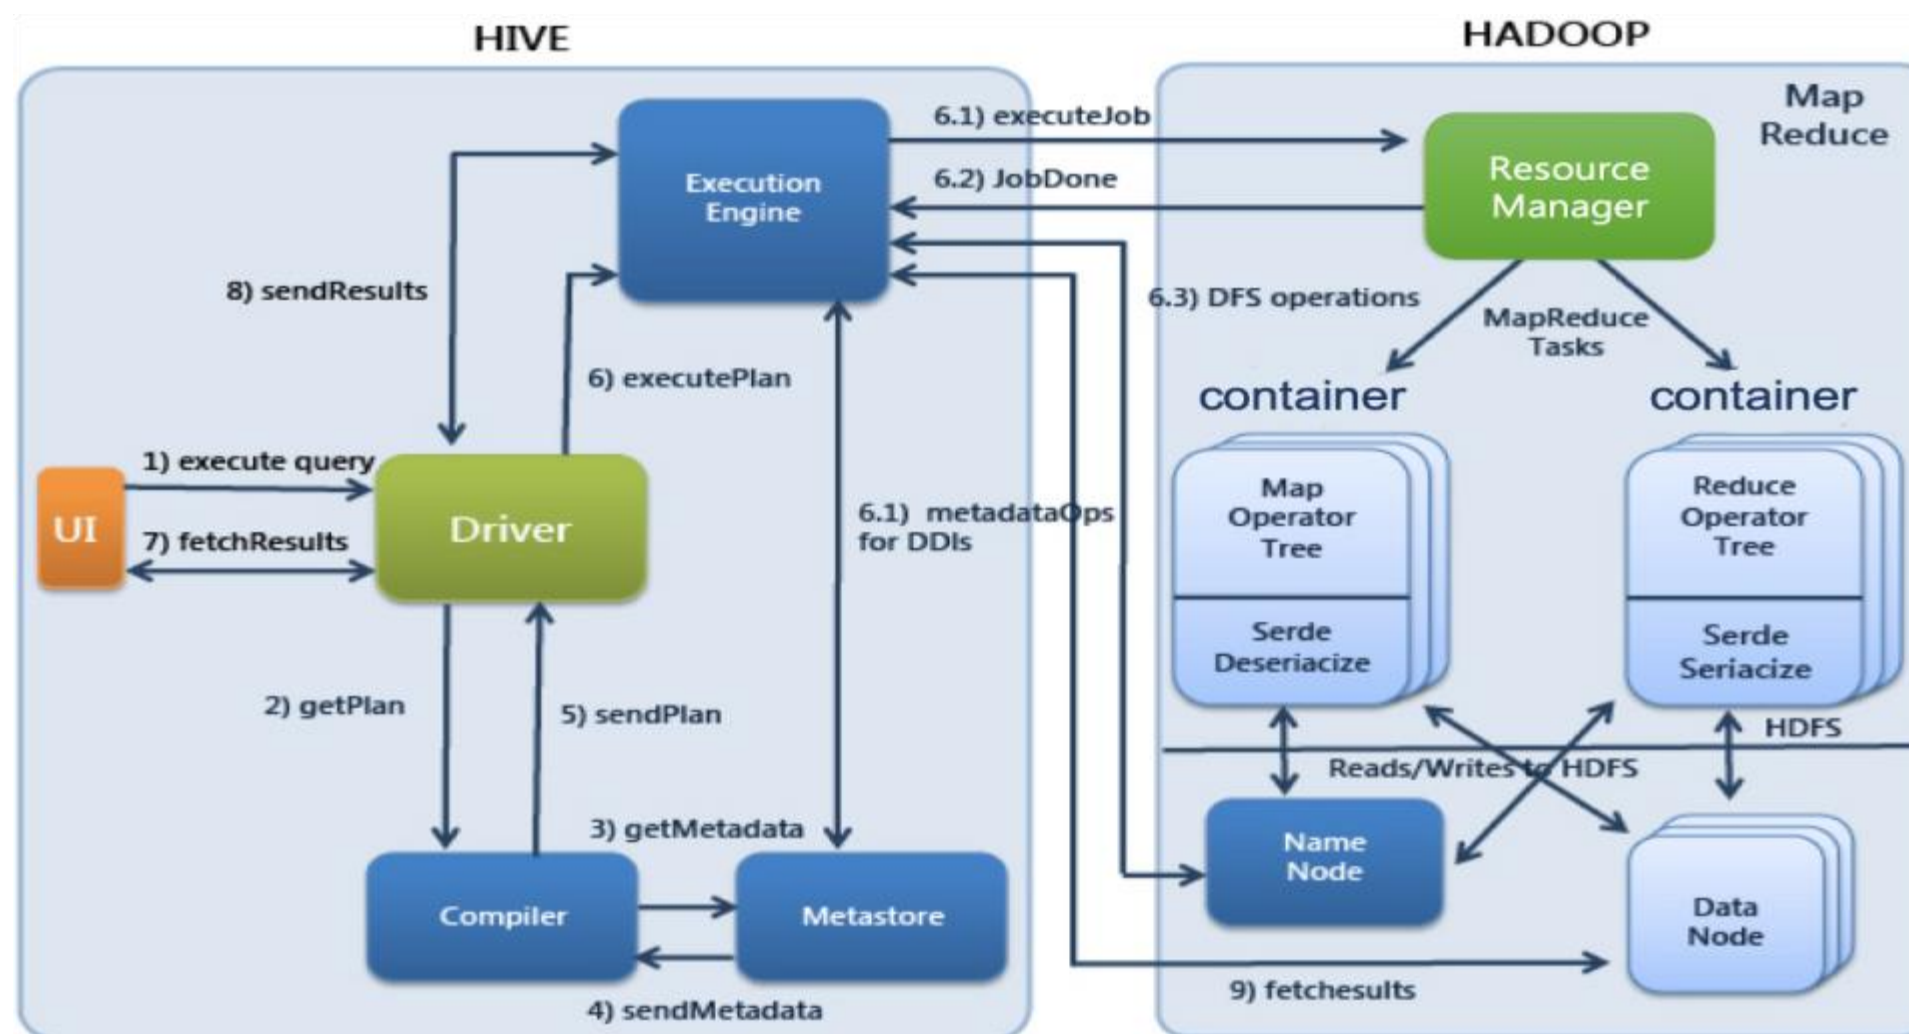 HIVE
HADOOP
Map
Reduce
6.1) executeJob
Resource
Manager
Execution
Engine
6.2) JobDone
8) sendResults
6.3) DFS operations
MapReduce
Tasks
6) executePlan
container
container
1) execute query
UI
Driver
7) fetchResults
6.1) metadataOps
for DDIs
Map
Operator
Tree
Reduce
Operator
Tree
Serde
Deseriacize
Serde
Seriacize
2) getPlan
5) sendPlan
HDFS
Reads/Writes to HDFS
3) getMetadata
Name
Node
Compiler
Metastore
Data
Node
9) fetchesults
4) sendMetadata